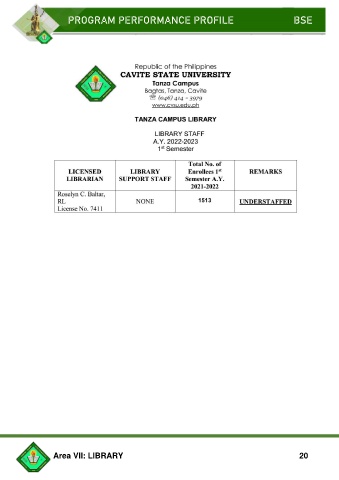 PROGRAM PERFORMANCE PROFILE BSE
Republic of the Philippines
CAVITE STATE UNIVERSITY
Tanza Campus
Bagtas, Tanza, Cavite
☏ (046) 414 – 3979
www.cvsu.edu.ph
TANZA CAMPUS LIBRARY
LIBRARY STAFF
A.Y. 2022-2023
1st Semester
LICENSED LIBRARIAN
LIBRARY SUPPORT STAFF
Total No. of Enrollees 1st Semester A.Y. 2021-2022
REMARKS
Roselyn C. Baltar,
RL
License No. 7411
NONE
1513
UNDERSTAFFED
Area VII: LIBRARY 20